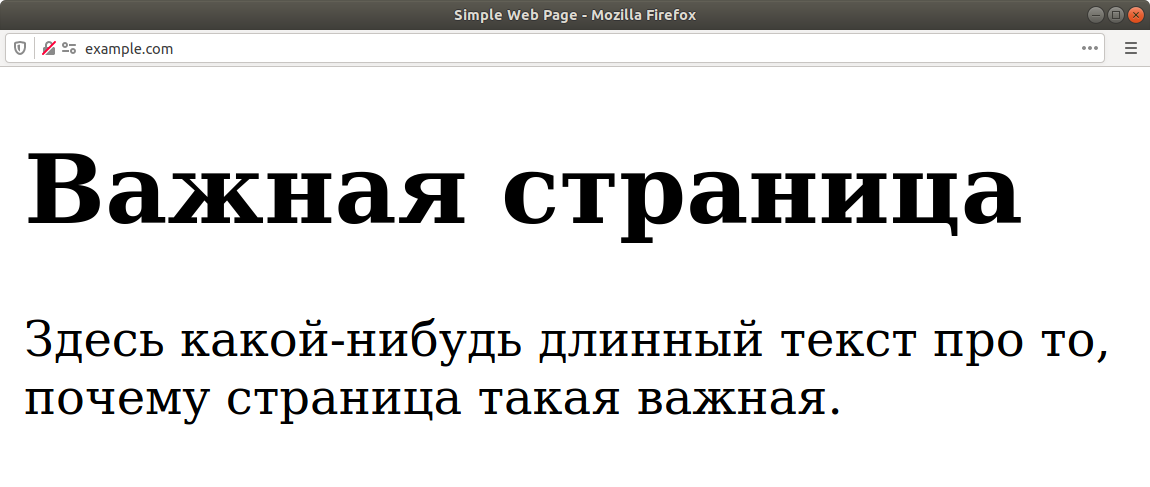 Simple Web Page - Mozilla Firefox
example.com
Важная страница
Здесь какой-нибудь длинный текст про то,
почему страница такая важная.